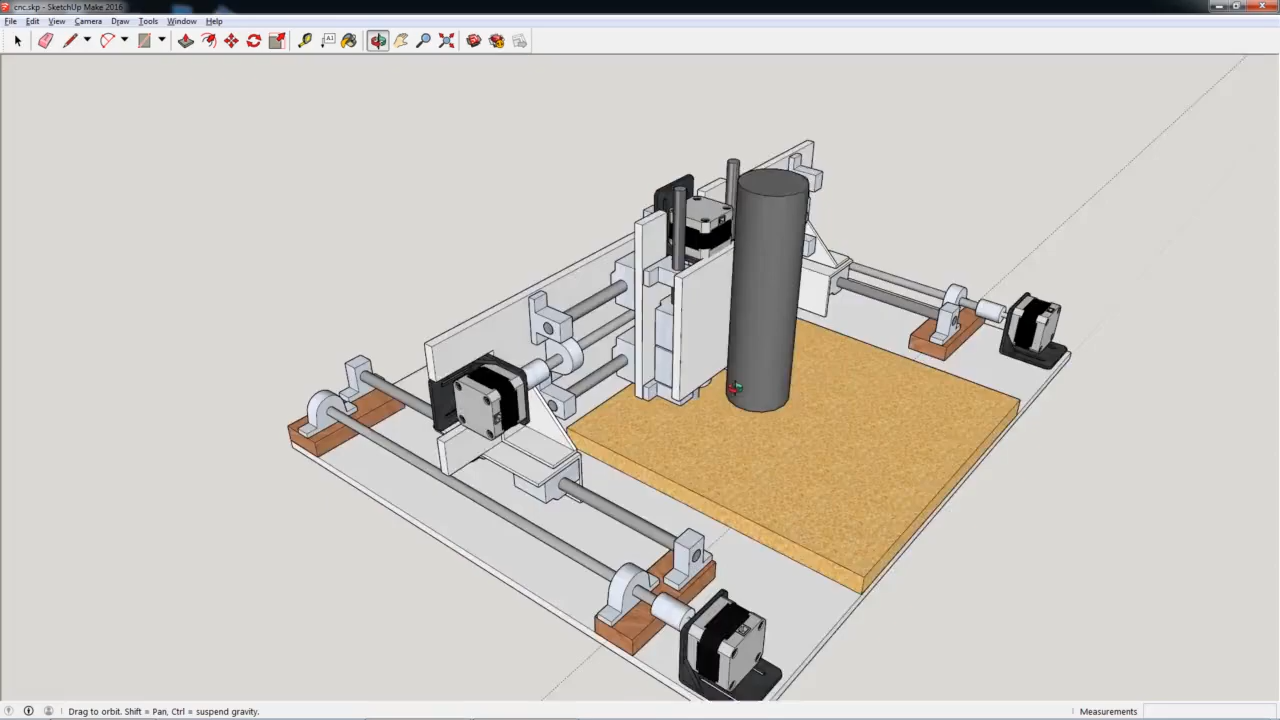 cnc.skp - SketchUp Make 2016
File Edit View Camera Draw Tools Window Help
A1
Drag to orbit. Shift = Pan, Ctrl = suspend gravity.
Measurements